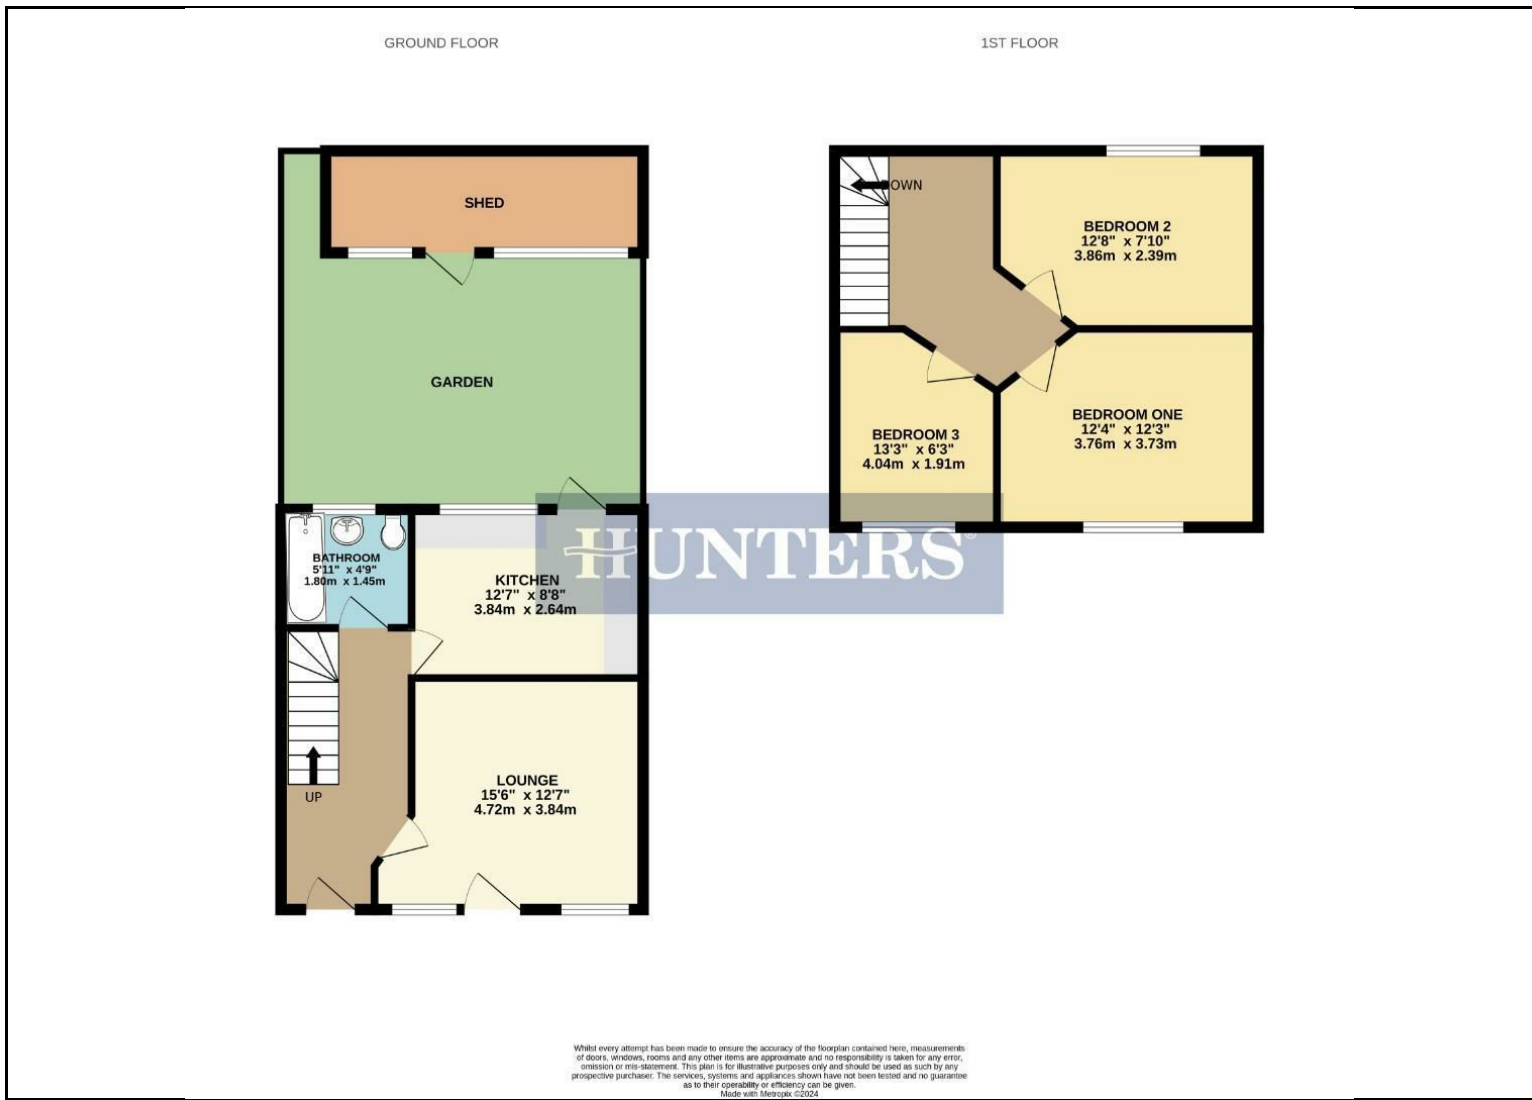 GROUND FLOOR
1ST FLOOR
SHED
GARDEN
BATHROOM
5'11" x 4'9"
1.80m x 1.45m
KITCHEN
12'7" x 8'8"
3.84m x 2.64m
UP
LOUNGE
15'6" x 12'7"
4.72m x 3.84m
DOWN
BEDROOM 2
12'8" x 7'10"
3.86m x 2.39m
BEDROOM 3
13'3" x 6'3"
4.04m x 1.91m
BEDROOM ONE
12'4" x 12'3"
3.76m x 3.73m
HUNTERS®
Whilst every attempt has been made to ensure the accuracy of the floorplan contained here, measurements
of doors, windows, rooms and any other items are approximate and no responsibility is taken for any error,
omission or mis-statement. This plan is for illustrative purposes only and should be used as such by any
prospective purchaser. The services, systems and appliances shown have not been tested and no guarantee
as to their operability or efficiency can be given.
Made with Metropix ©2024